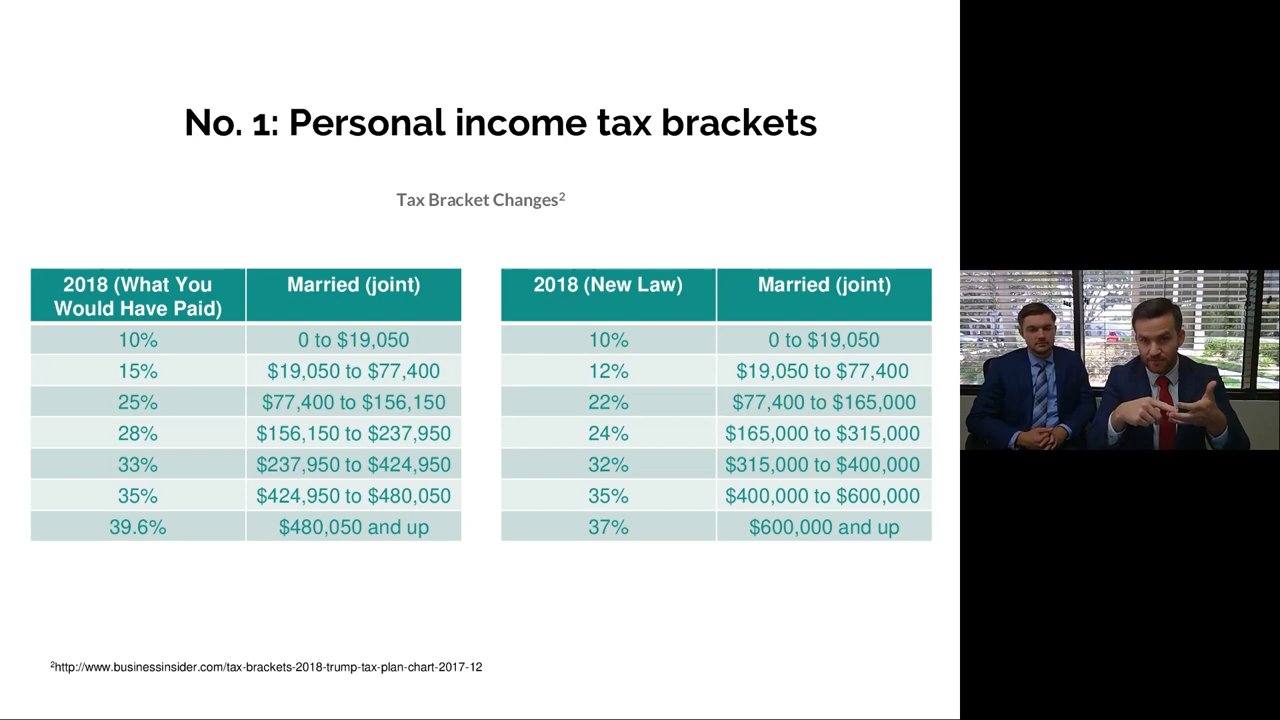 No. 1: Personal income tax brackets
Tax Bracket Changes²
2018 (What You
Would Have Paid)
Married (joint)
10%
0 to $19,050
15%
$19,050 to $77,400
25%
$77,400 to $156,150
28%
$156,150 to $237,950
33%
$237,950 to $424,950
35%
$424,950 to $480,050
39.6%
$480,050 and up
2018 (New Law)
Married (joint)
10%
0 to $19,050
12%
$19,050 to $77,400
22%
$77,400 to $165,000
24%
$165,000 to $315,000
32%
$315,000 to $400,000
35%
$400,000 to $600,000
37%
$600,000 and up
²http://www.businessinsider.com/tax-brackets-2018-trump-tax-plan-chart-2017-12